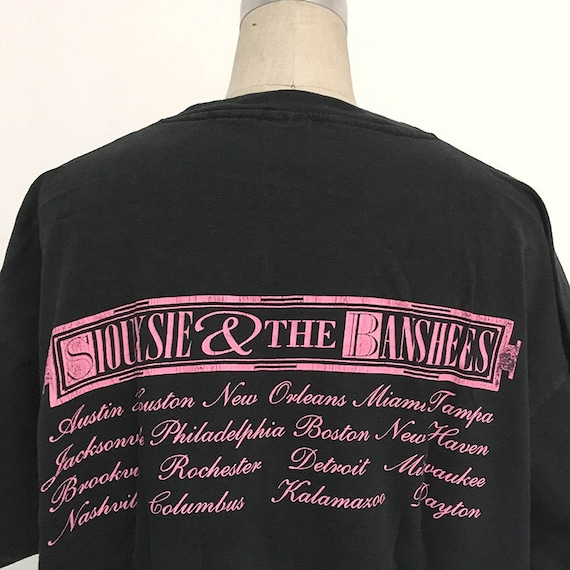 SIOUXSIE & THE BANSHEES
Austin Houston New Orleans Miami Tampa
Philadelphia Boston New Haven
Rochester Detroit Milwaukee
Columbus Kalamazoo Dayton